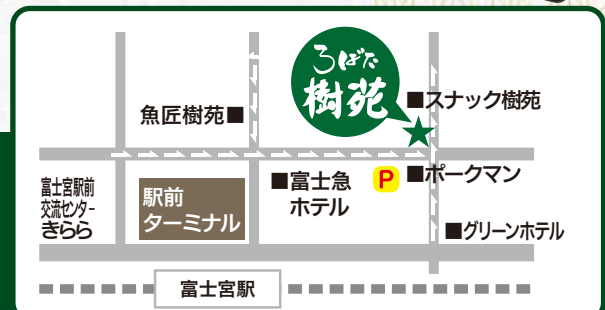 ろばた
樹苑
■スナック樹苑
魚匠樹苑■
富士宮駅前
交流センター
きらら
駅前
ターミナル
■富士急
ホテル
P
■ポークマン
■グリーンホテル
富士宮駅